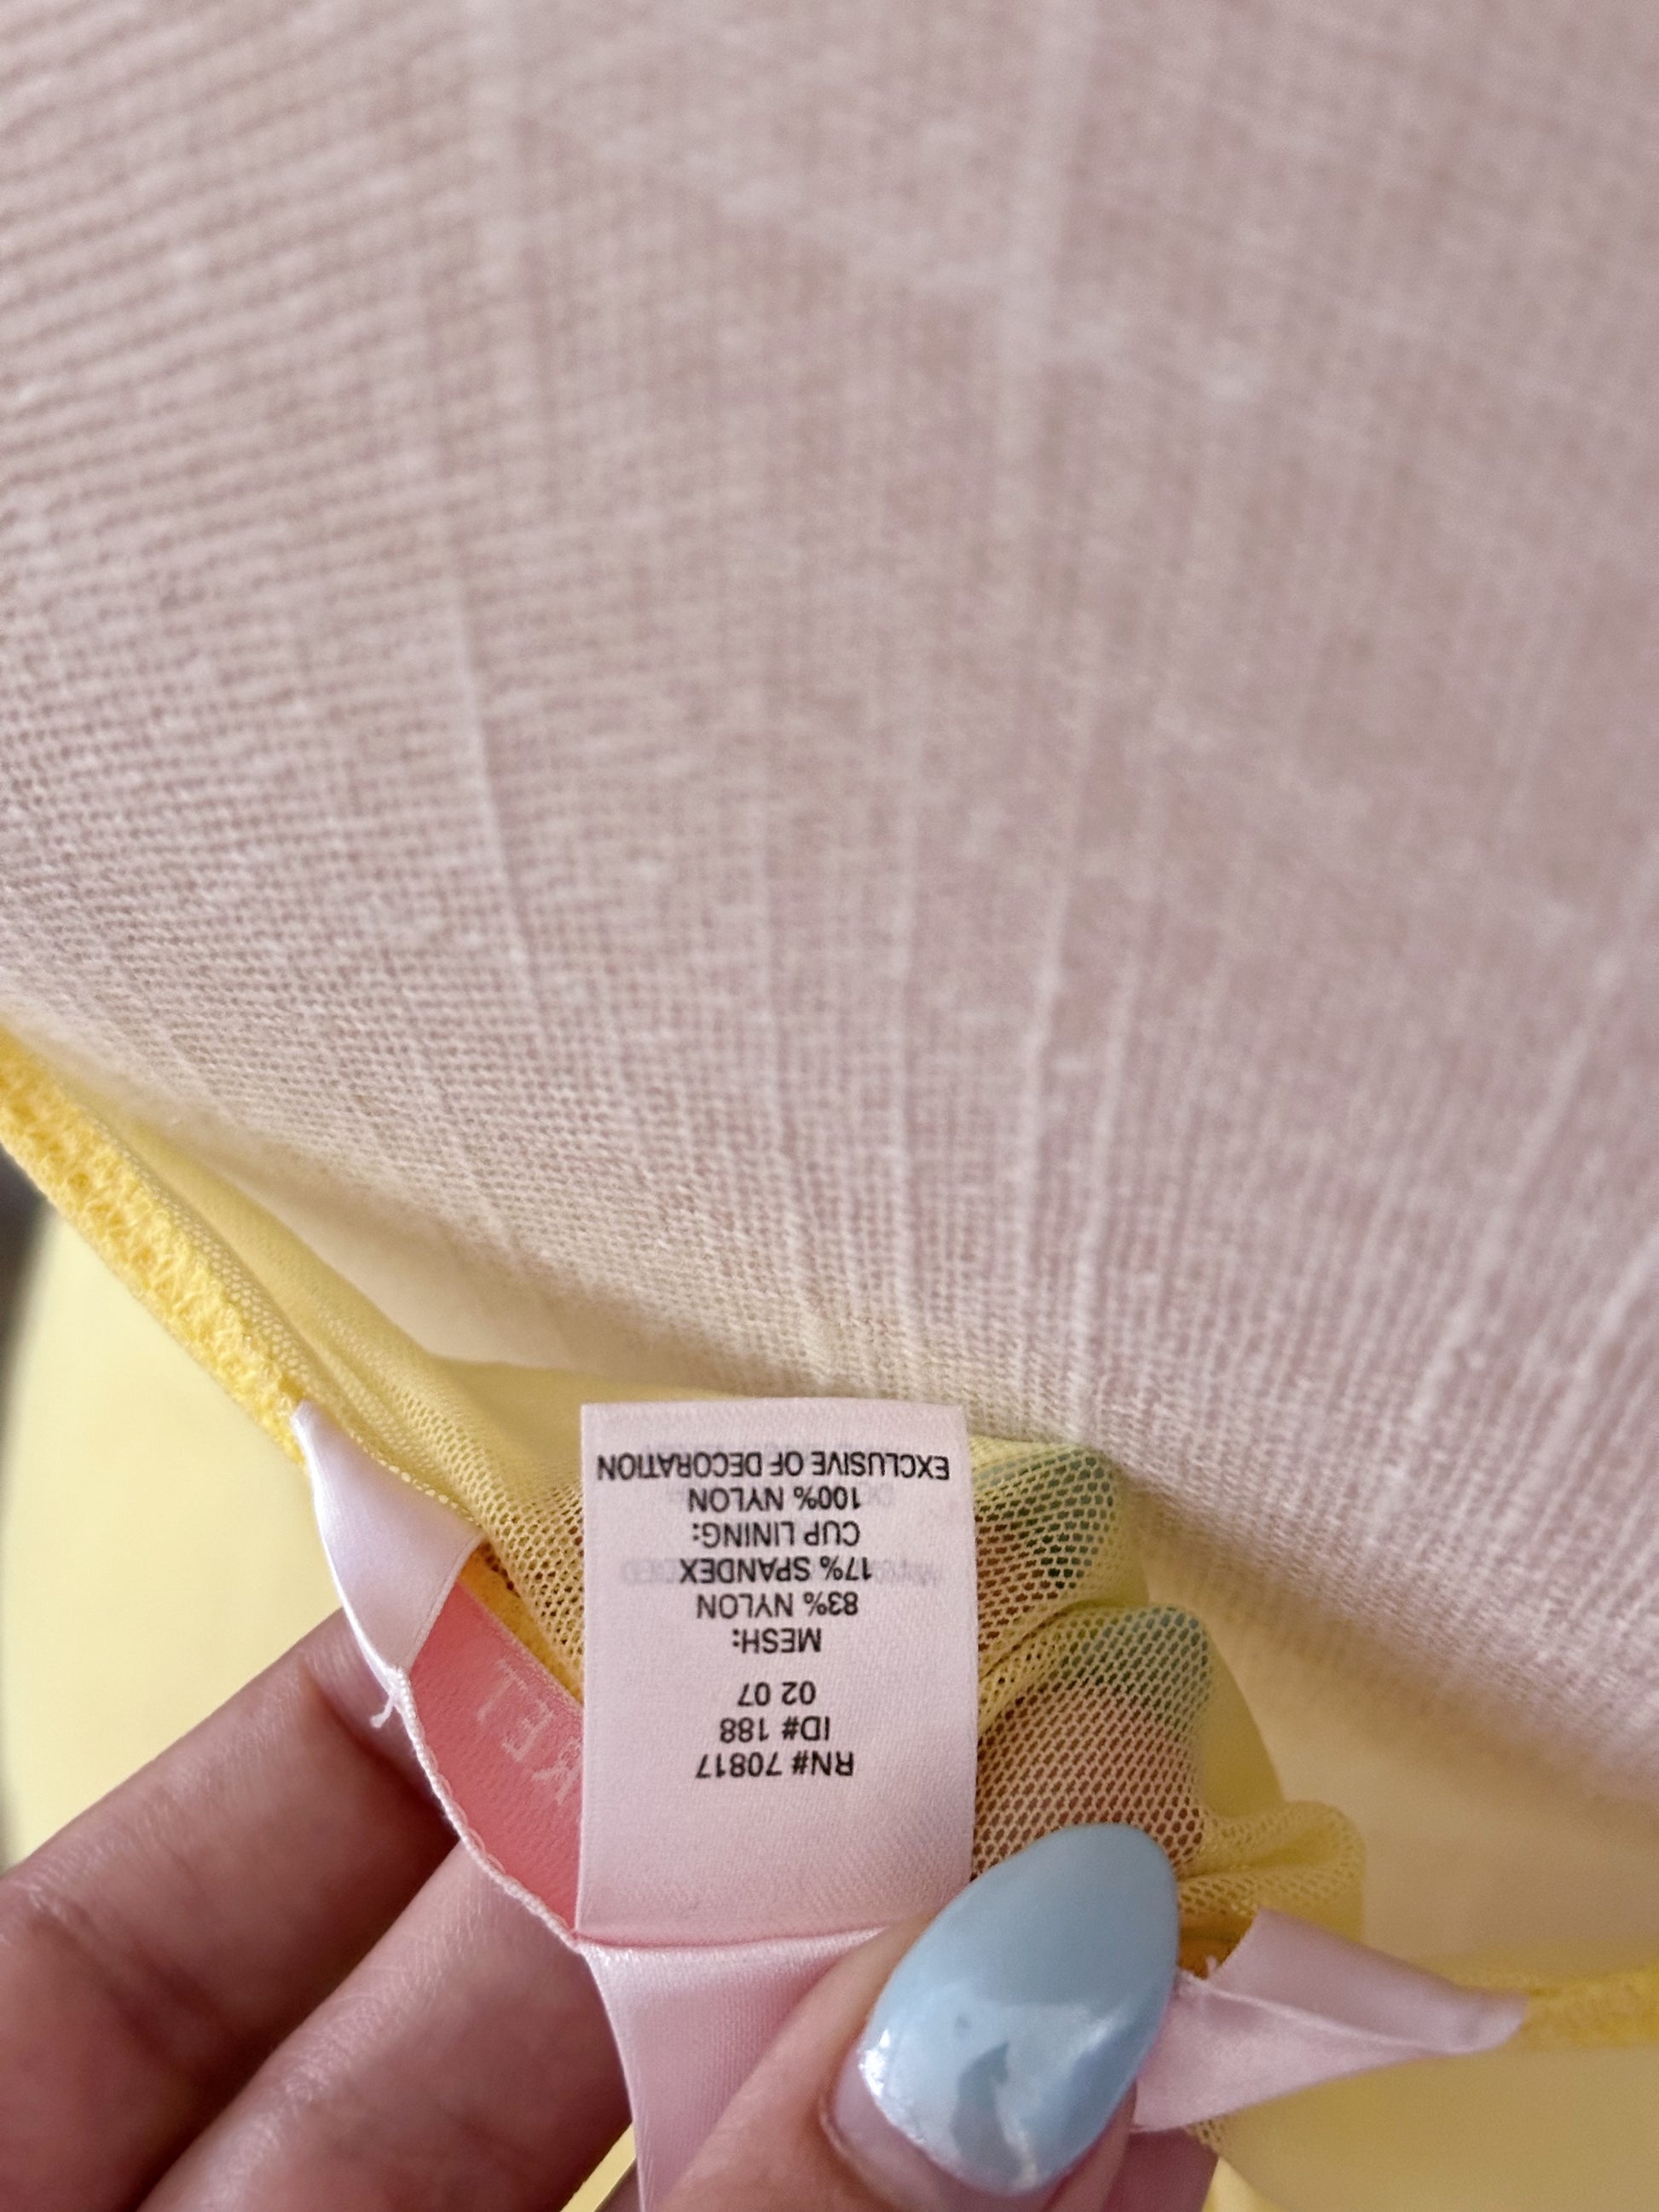 RN# 70817
ID# 188
02 07
MESH:
83% NYLON
17% SPANDEX
CUP LINING:
100% NYLON
EXCLUSIVE OF DECORATION